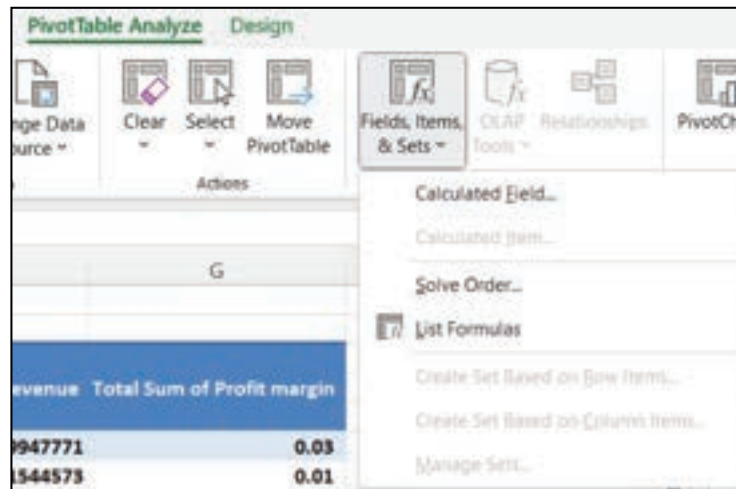 PivotTable Analyze Design
nge Data
urce
Clear
Select
Move
PivotTable
Fields, Items,
& Sets
OLAP
Tools
Relationships
PivotCh
Actions
Calculated Field...
Calculated Item...
Solve Order...
List Formulas
Create Set Based on Row Items...
Create Set Based on Column Items...
Manage Sets...
G
evenue Total Sum of Profit margin
9947771 0.03
1544573 0.01